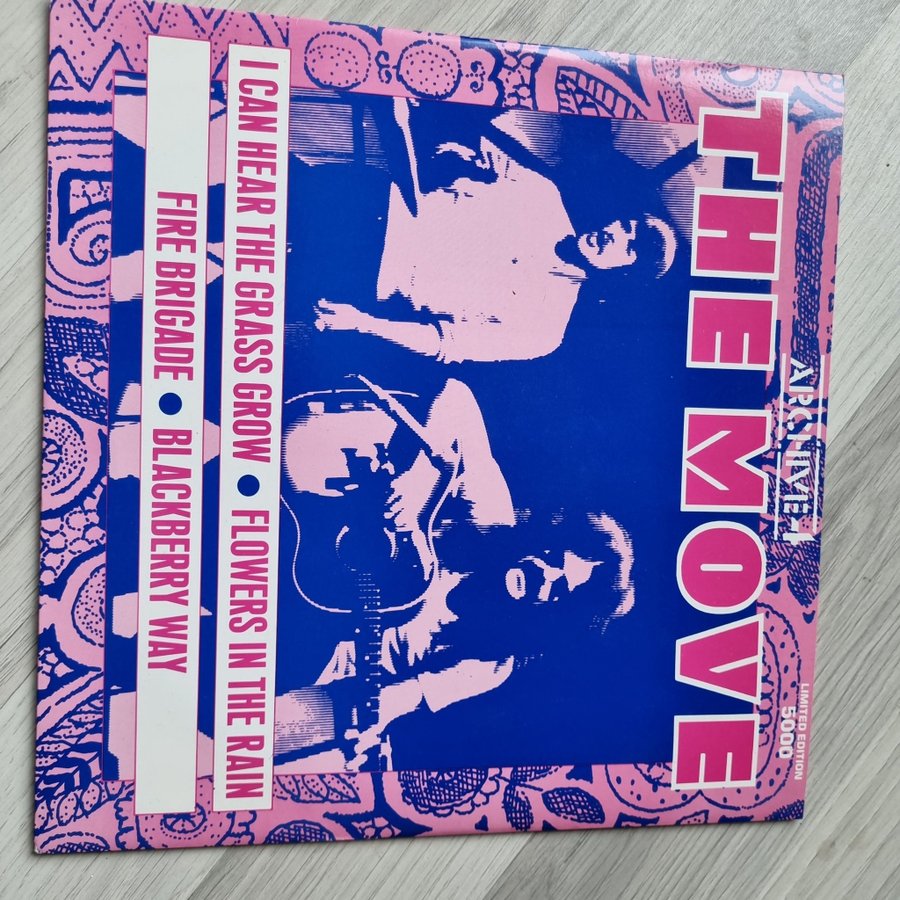 ARCHIVE 4
LIMITED EDITION
5000
THE MOVE
I CAN HEAR THE GRASS GROW • FLOWERS IN THE RAIN
FIRE BRIGADE • BLACKBERRY WAY